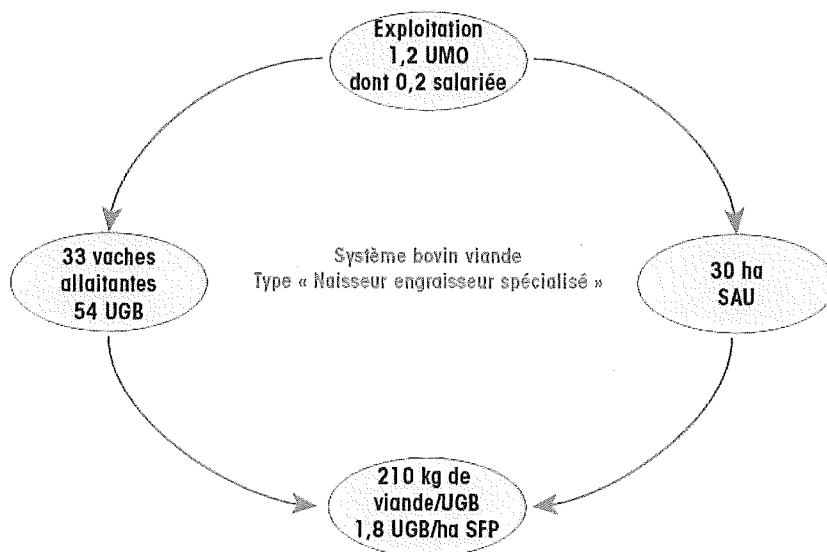 Exploitation
1,2 UMO
dont 0,2 salariée
33 vaches
allaitantes
54 UGB
Système bovin viande
Type « Naisseur engraisseur spécialisé »
30 ha
SAU
210 kg de
viande/UGB
1,8 UGB/ha SFP